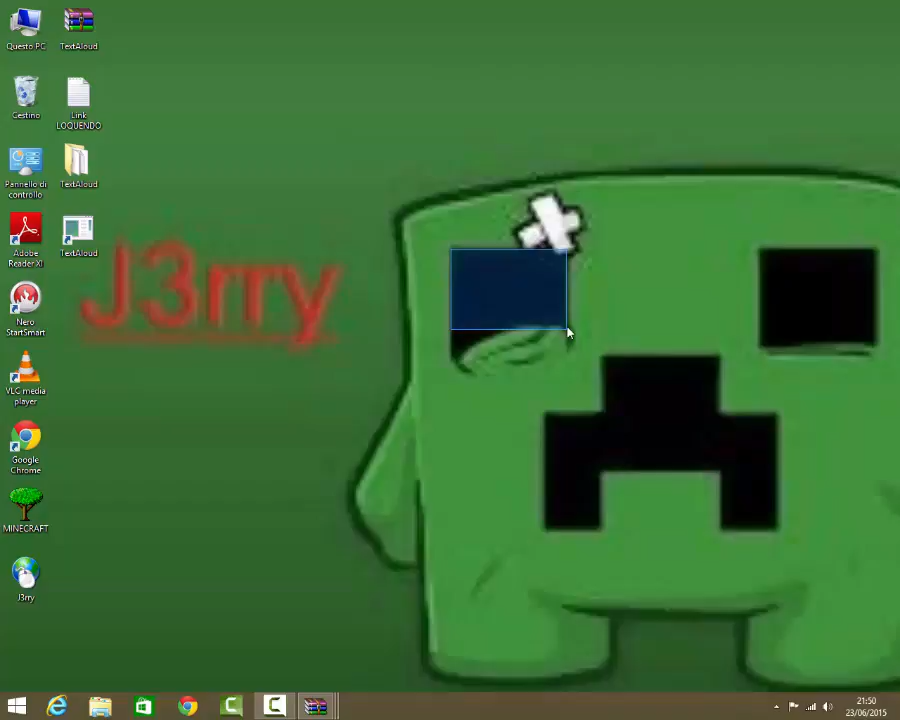 Questo PC
TextAloud
Cestino
Link
LOQUENDO
Pannello di
controllo
TextAloud
Adobe
Reader XI
TextAloud
J3rry
Nero
StartSmart
VLC media
player
Google
Chrome
MINECRAFT
J3rry
21:50
23/06/2015